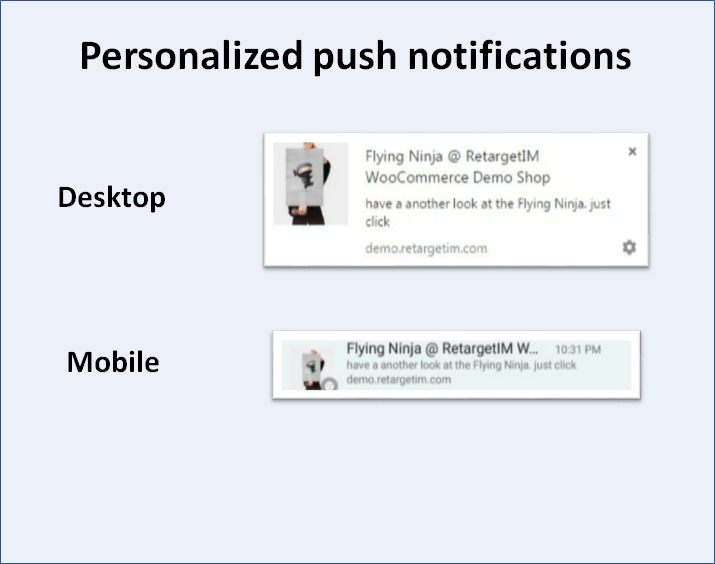 Personalized push notifications
Desktop
Flying Ninja @ RetargetIM
WooCommerce Demo Shop
have a another look at the Flying Ninja. just
click
demo.retargetim.com
Mobile
Flying Ninja @ RetargetIM W... 10:31 PM
have a another look at the Flying Ninja. just click
demo.retargetim.com